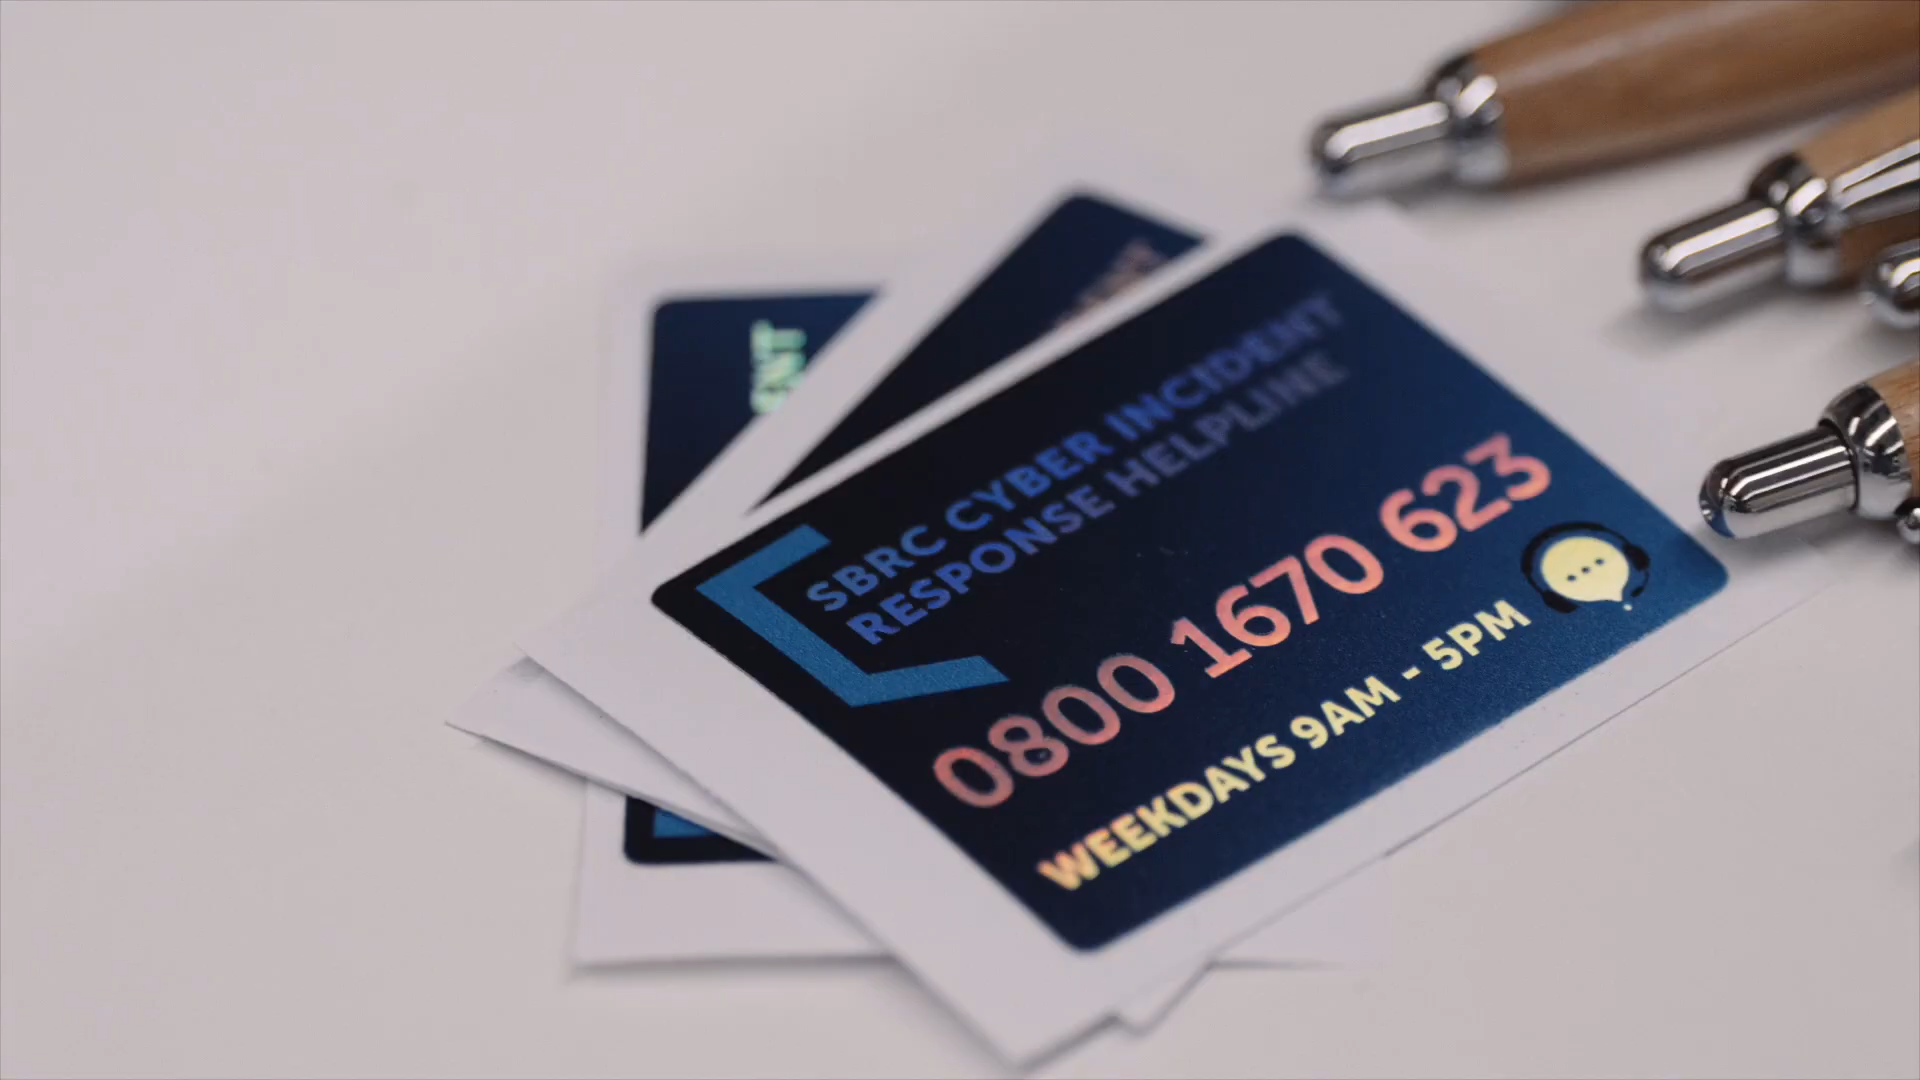 SBRC CYBER INCIDENT
RESPONSE HELPLINE
0800 1670 623
WEEKDAYS 9AM - 5PM